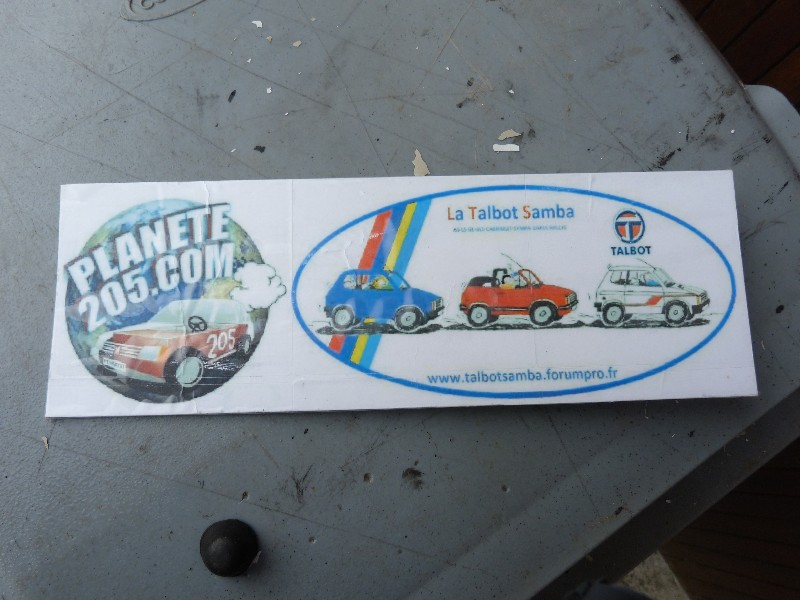 PLANETE
205.COM
205
La Talbot Samba
TALBOT
www.talbotsamba.forumpro.fr